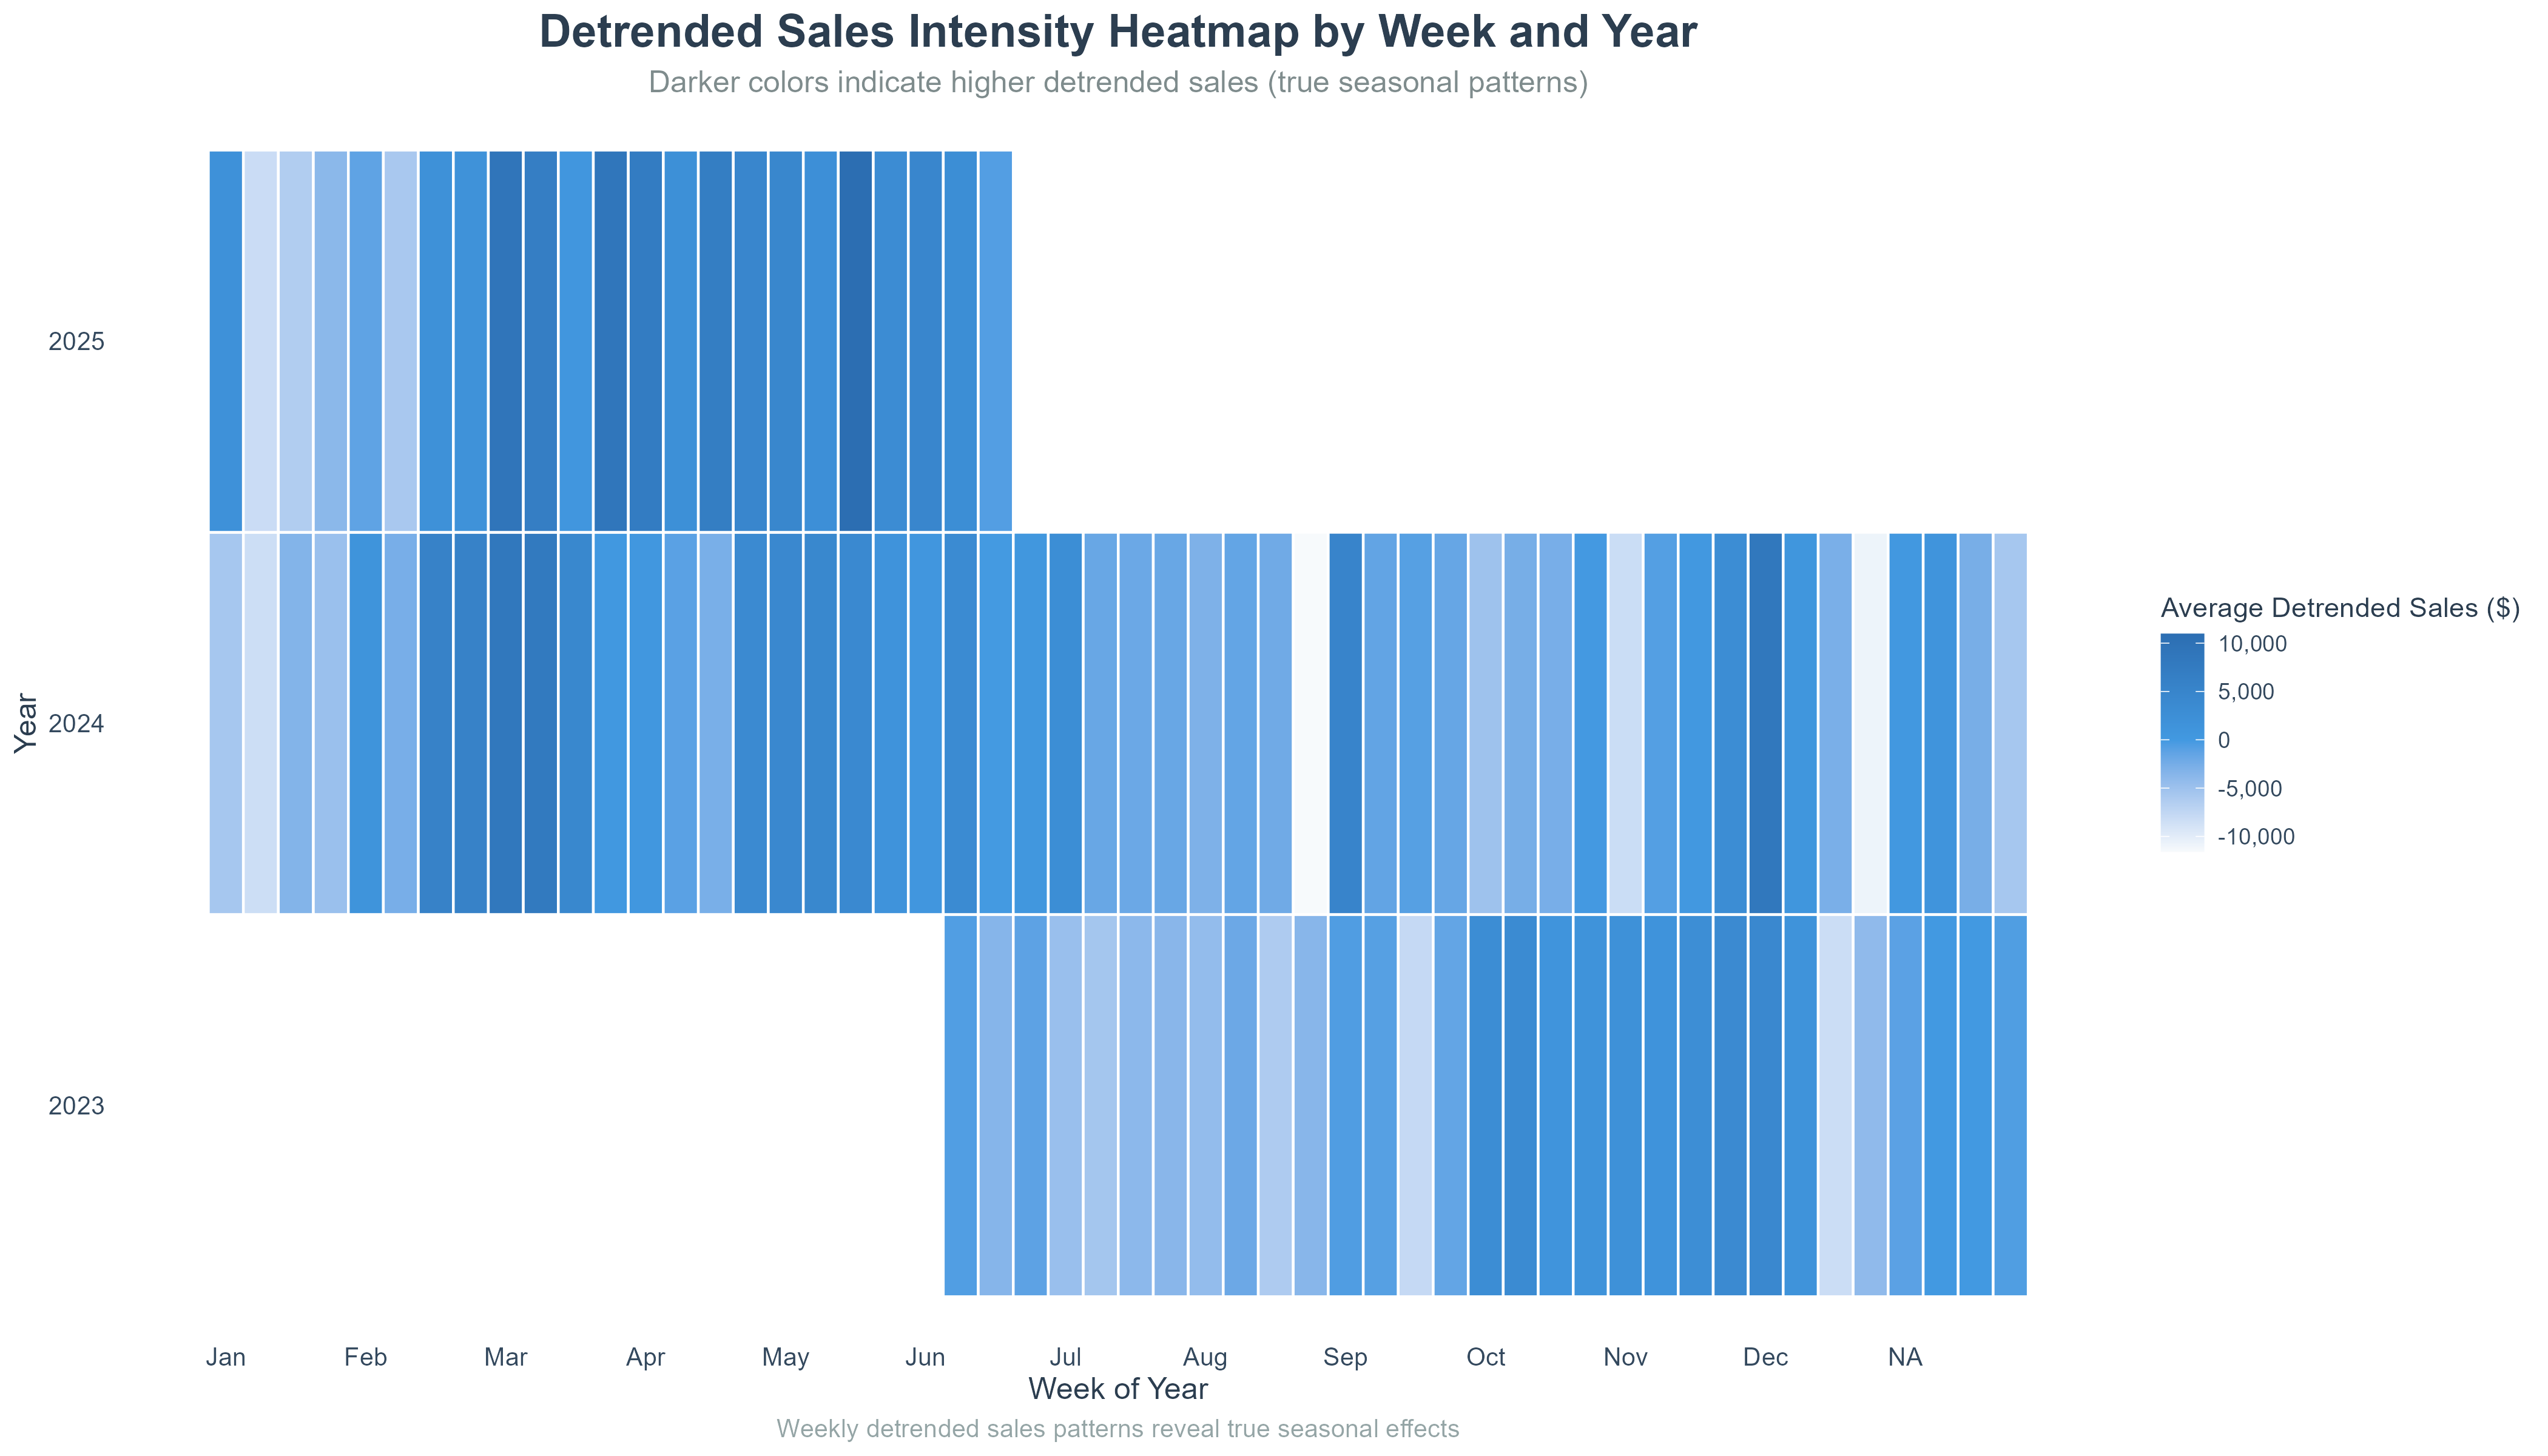 Detrended Sales Intensity Heatmap by Week and Year
Darker colors indicate higher detrended sales (true seasonal patterns)
Year
2025
2024
2023
Average Detrended Sales ($)
10,000
5,000
0
-5,000
-10,000
Jan Feb Mar Apr May Jun Jul Aug Sep Oct Nov Dec NA
Week of Year
Weekly detrended sales patterns reveal true seasonal effects